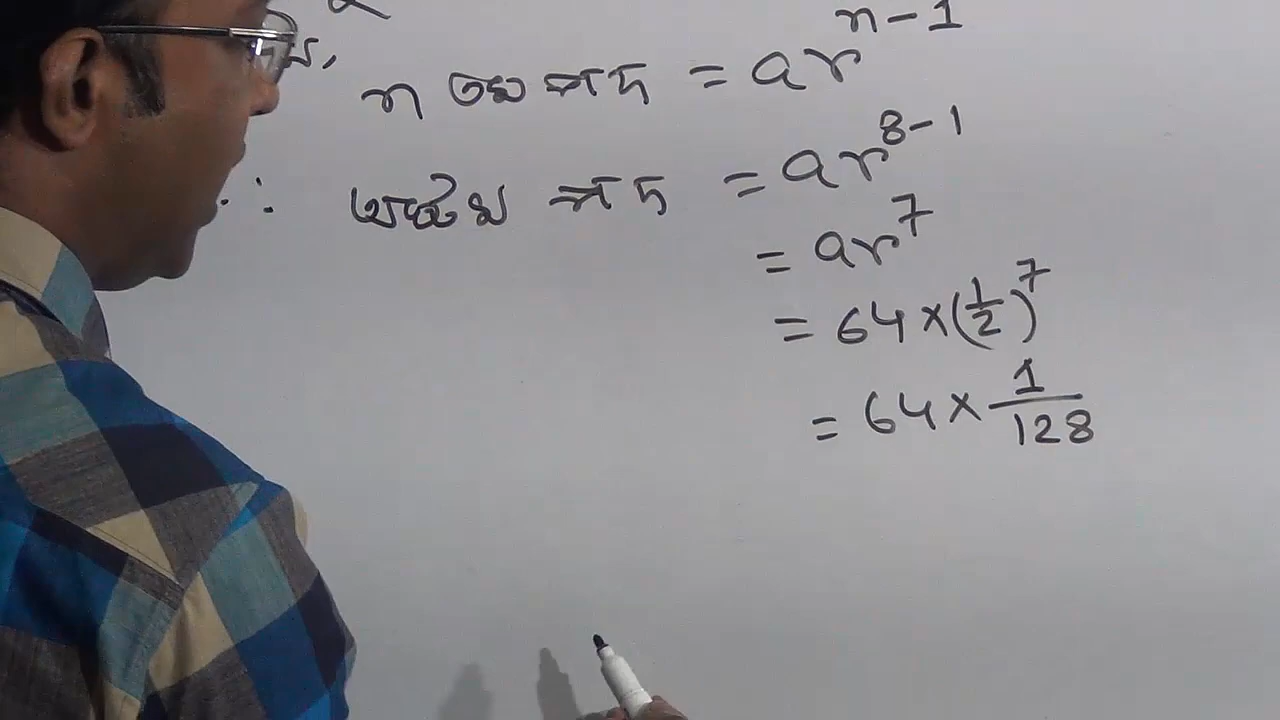 n তম পদ = ar^{n-1}
∴ অষ্টম পদ = ar^{8-1}
= ar^7
= 64 × (1/2)^7
= 64 × 1/128